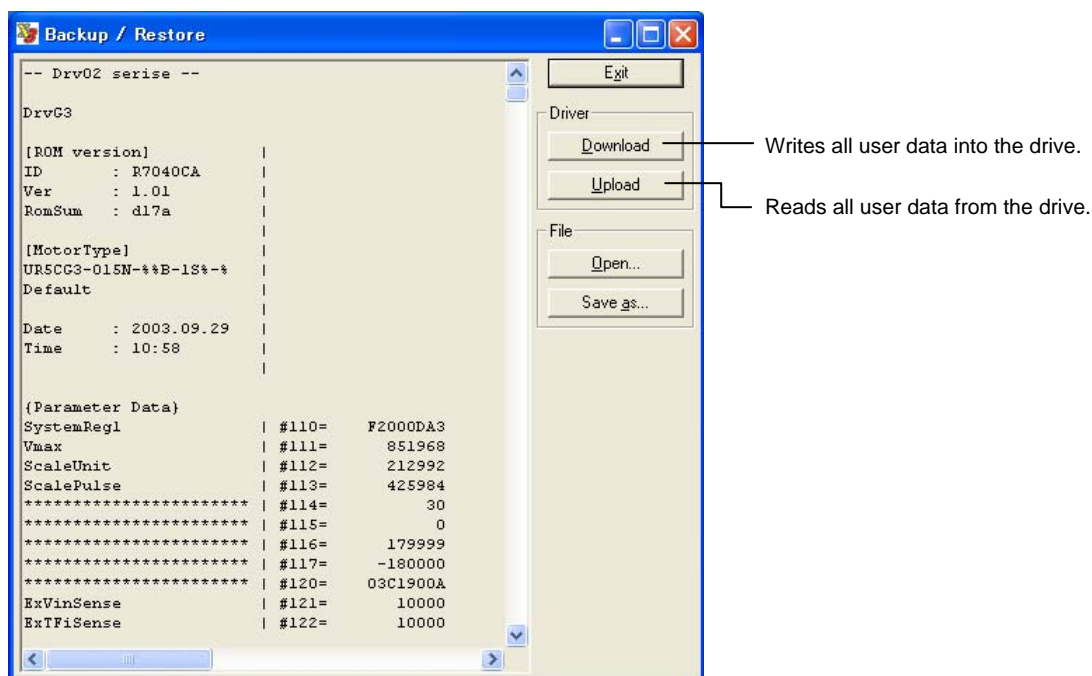 Backup / Restore
-- Drv02 serise --
DrvG3
[ROM version] |
ID : R7040CA |
Ver : 1.01 |
RomSum : d17a |
|
[MotorType] |
UR5CG3-015N-%%B-1S%-% |
Default |
|
Date : 2003.09.29 |
Time : 10:58 |
|
{Parameter Data}
SystemReg1 | #110= F2000DA3
Vmax | #111= 851968
ScaleUnit | #112= 212992
ScalePulse | #113= 425984
*********************** | #114= 30
*********************** | #115= 0
*********************** | #116= 179999
*********************** | #117= -180000
*********************** | #120= 03C1900A
ExVinSense | #121= 10000
ExTFiSense | #122= 10000
Exit
Driver
Download
Upload
File
Open...
Save as...
Writes all user data into the drive.
Reads all user data from the drive.